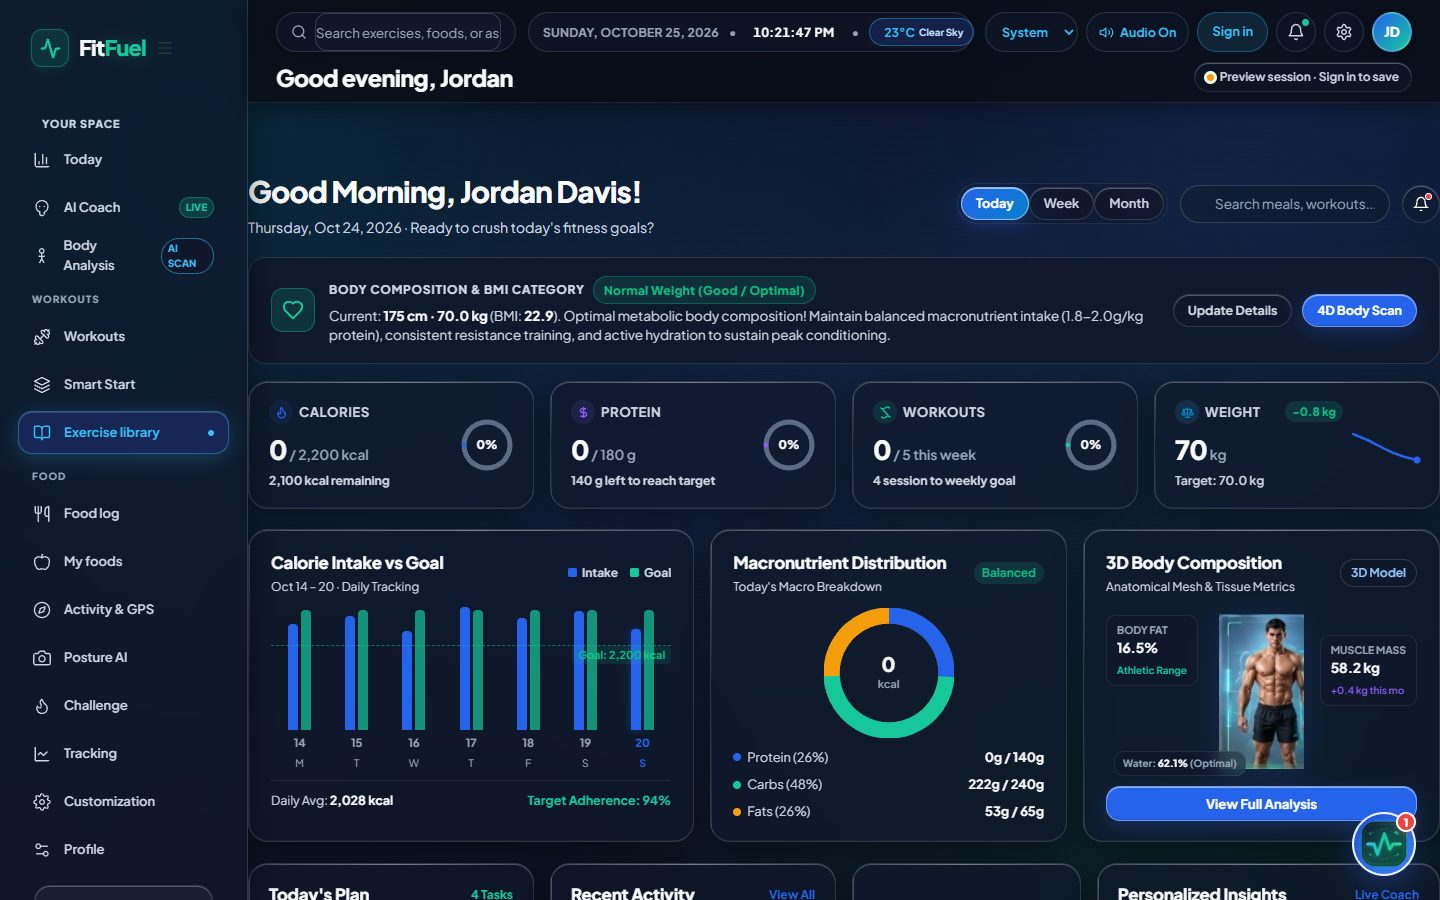 FitFuel
Search exercises, foods, or as
SUNDAY, OCTOBER 25, 2026 • 10:21:47 PM • 23°C Clear Sky
System
Audio On
Sign in
JD
Good evening, Jordan
Preview session · Sign in to save
YOUR SPACE
Today
AI Coach
LIVE
Body
Analysis
AI
SCAN
WORKOUTS
Workouts
Smart Start
Exercise library
FOOD
Food log
My foods
Activity & GPS
Posture AI
Challenge
Tracking
Customization
Profile
Good Morning, Jordan Davis!
Thursday, Oct 24, 2026 · Ready to crush today's fitness goals?
Today
Week
Month
Search meals, workouts...
BODY COMPOSITION & BMI CATEGORY
Normal Weight (Good / Optimal)
Current: 175 cm · 70.0 kg (BMI: 22.9). Optimal metabolic body composition! Maintain balanced macronutrient intake (1.8–2.0g/kg
protein), consistent resistance training, and active hydration to sustain peak conditioning.
Update Details
4D Body Scan
CALORIES
0 / 2,200 kcal
2,100 kcal remaining
0%
PROTEIN
0 / 180 g
140 g left to reach target
0%
WORKOUTS
0 / 5 this week
4 session to weekly goal
0%
WEIGHT
−0.8 kg
70 kg
Target: 70.0 kg
Calorie Intake vs Goal
Oct 14 – 20 · Daily Tracking
Intake
Goal
Goal: 2,200 kcal
14 15 16 17 18 19 20
M T W T F S S
Daily Avg: 2,028 kcal
Target Adherence: 94%
Macronutrient Distribution
Today's Macro Breakdown
Balanced
0
kcal
Protein (26%) 0g / 140g
Carbs (48%) 222g / 240g
Fats (26%) 53g / 65g
3D Body Composition
Anatomical Mesh & Tissue Metrics
3D Model
BODY FAT
16.5%
Athletic Range
MUSCLE MASS
58.2 kg
+0.4 kg this mo
Water: 62.1% (Optimal)
View Full Analysis
1
Today's Plan
4 Tasks
Recent Activity
View All
Personalized Insights
Live Coach